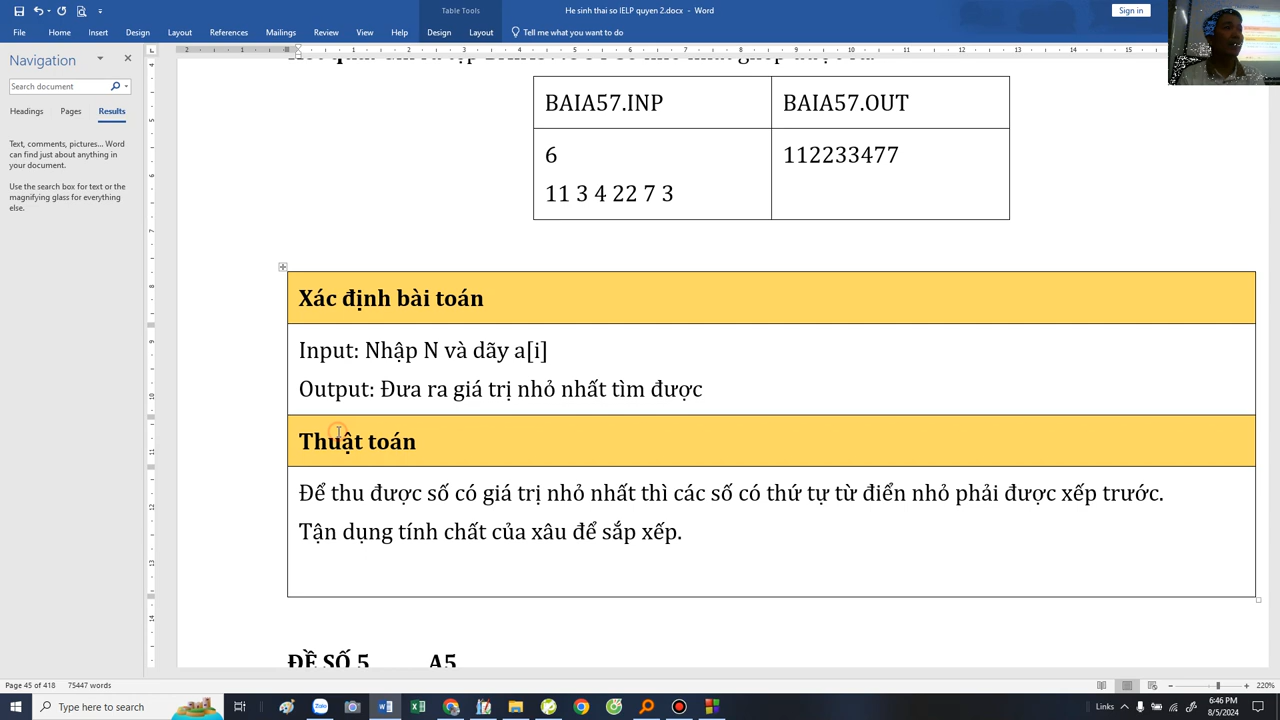 Table Tools
He sinh thai so IELP quyen 2.docx - Word
Sign in
File Home Insert Design Layout References Mailings Review View Help Design Layout Tell me what you want to do
Navigation
Search document
Headings Pages Results
Text, comments, pictures... Word
can find just about anything in
your document.
Use the search box for text or the
magnifying glass for everything
else.
BAIA57.INP BAIA57.OUT
6 112233477
11 3 4 22 7 3
Xác định bài toán
Input: Nhập N và dãy a[i]
Output: Đưa ra giá trị nhỏ nhất tìm được
Thuật toán
Để thu được số có giá trị nhỏ nhất thì các số có thứ tự từ điển nhỏ phải được xếp trước.
Tận dụng tính chất của xâu để sắp xếp.
ĐỀ SỐ 5 A5
Page 45 of 418 75447 words
220%
Type here to search
Links
6:46 PM
8/5/2024